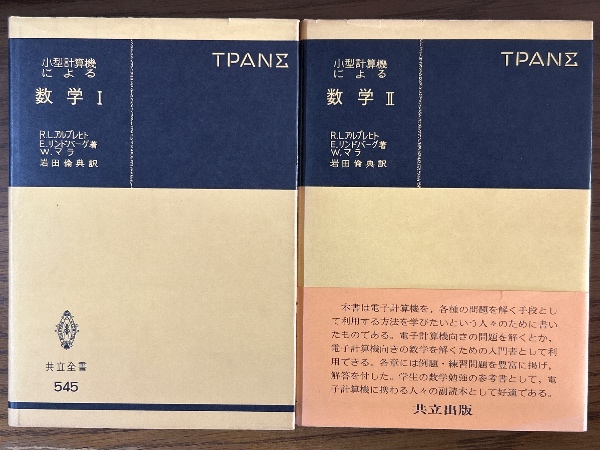 小型計算機
による
数学 I
TPANΣ
R.L.アルブレヒト
E.リンドバーグ著
W.マラ
岩田倫典訳
共立全書
545
小型計算機
による
数学 II
TPANΣ
R.L.アルブレヒト
E.リンドバーグ著
W.マラ
岩田倫典訳
本書は電子計算機を，各種の問題を解く手段とし
て利用する方法を学びたいという人々のために書い
たものである。電子計算機向きの問題を解くとか，
電子計算機向きの数学を解くための入門書として利
用できる。各章には例題・練習問題を豊富に掲げ，
解答を付した。学生の数学勉強の参考書として，電
子計算機に携わる人々の副読本として好適である。
共立出版